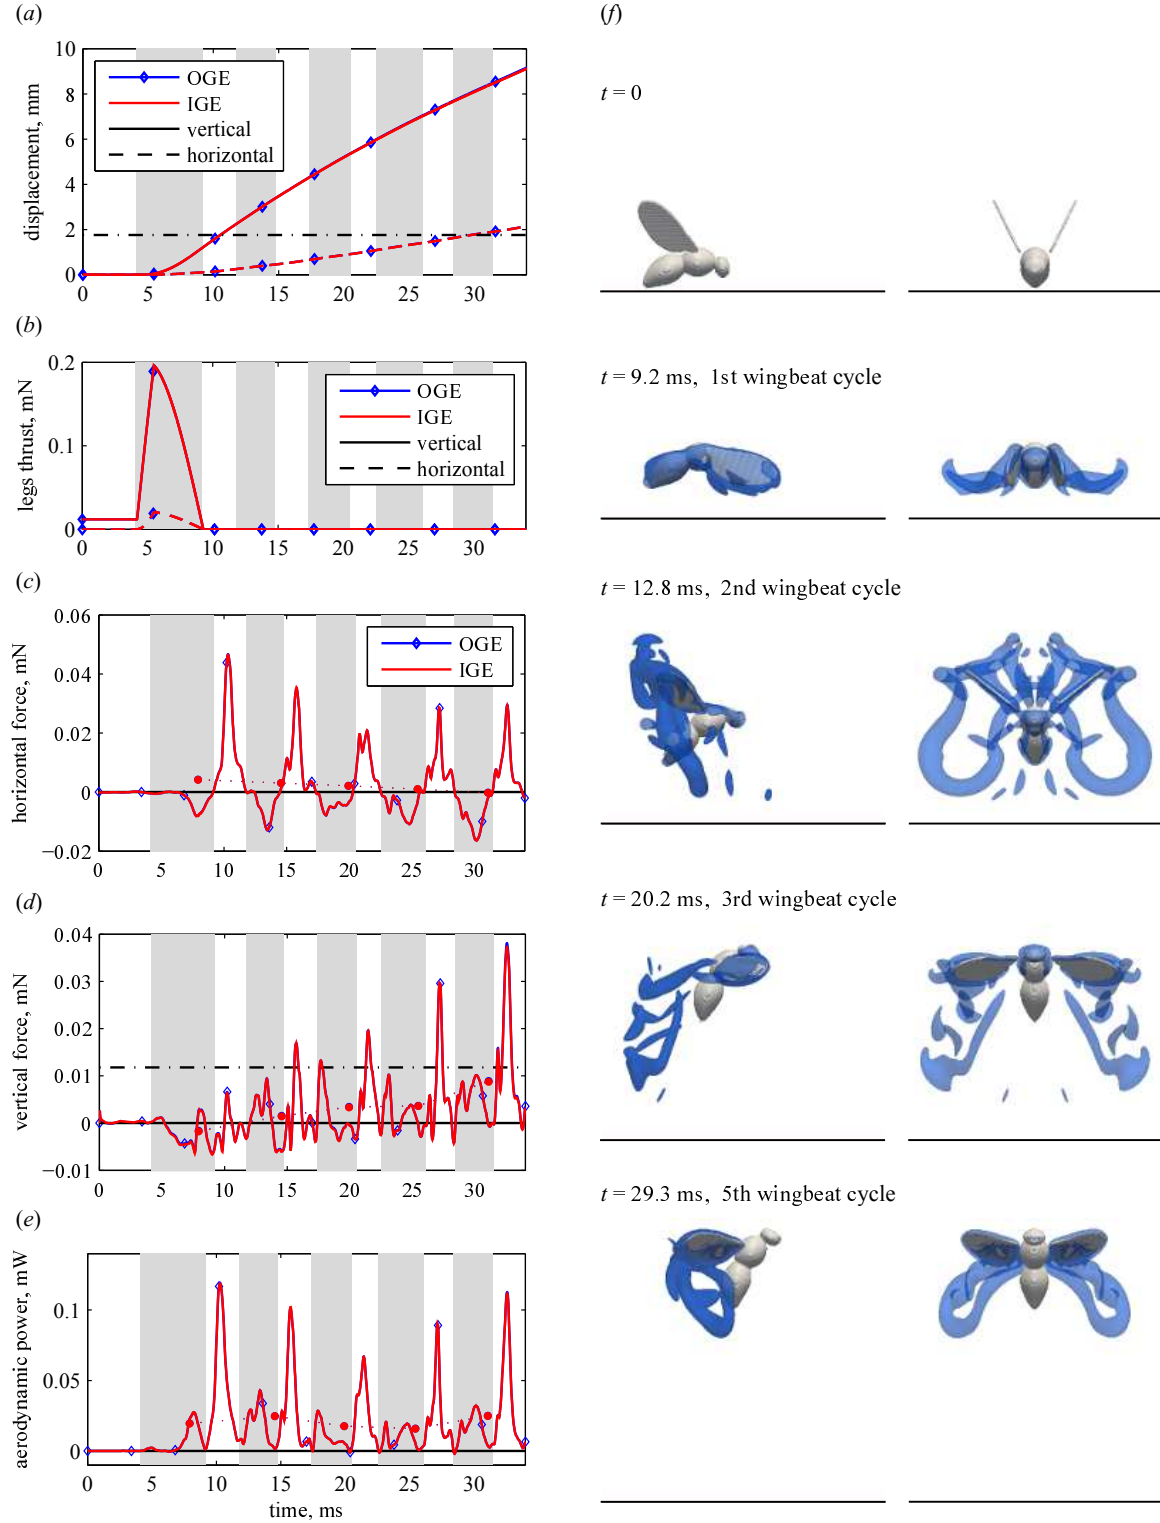 (a)
displacement, mm
10
8
6
4
2
0
OGE
IGE
vertical
horizontal
0 5 10 15 20 25 30
(b)
legs thrust, mN
0.2
0.1
0
OGE
IGE
vertical
horizontal
0 5 10 15 20 25 30
(c)
horizontal force, mN
0.06
0.04
0.02
0
−0.02
OGE
IGE
0 5 10 15 20 25 30
(d)
vertical force, mN
0.04
0.03
0.02
0.01
0
−0.01
0 5 10 15 20 25 30
(e)
aerodynamic power, mW
0.1
0.05
0
0 5 10 15 20 25 30
time, ms
(f)
t = 0
t = 9.2 ms, 1st wingbeat cycle
t = 12.8 ms, 2nd wingbeat cycle
t = 20.2 ms, 3rd wingbeat cycle
t = 29.3 ms, 5th wingbeat cycle